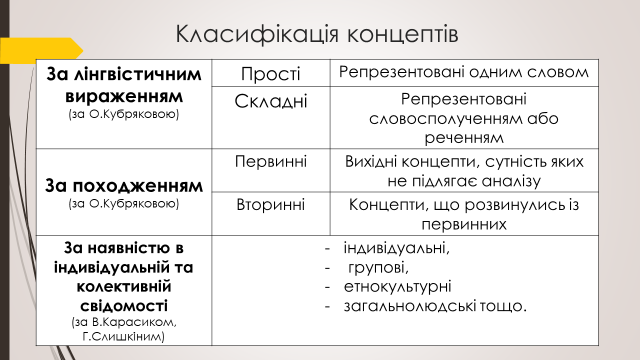 Класифікація концептів
За лінгвістичним
вираженням
(за О.Кубряковою)
Прості
Репрезентовані одним словом
Складні
Репрезентовані
словосполученням або
реченням
За походженням
(за О.Кубряковою)
Первинні
Вихідні концепти, сутність яких
не підлягає аналізу
Вторинні
Концепти, що розвинулись із
первинних
За наявністю в
індивідуальній та
колективній
свідомості
(за В.Карасиком,
Г.Слишкіним)
- індивідуальні,
- групові,
- етнокультурні
- загальнолюдські тощо.